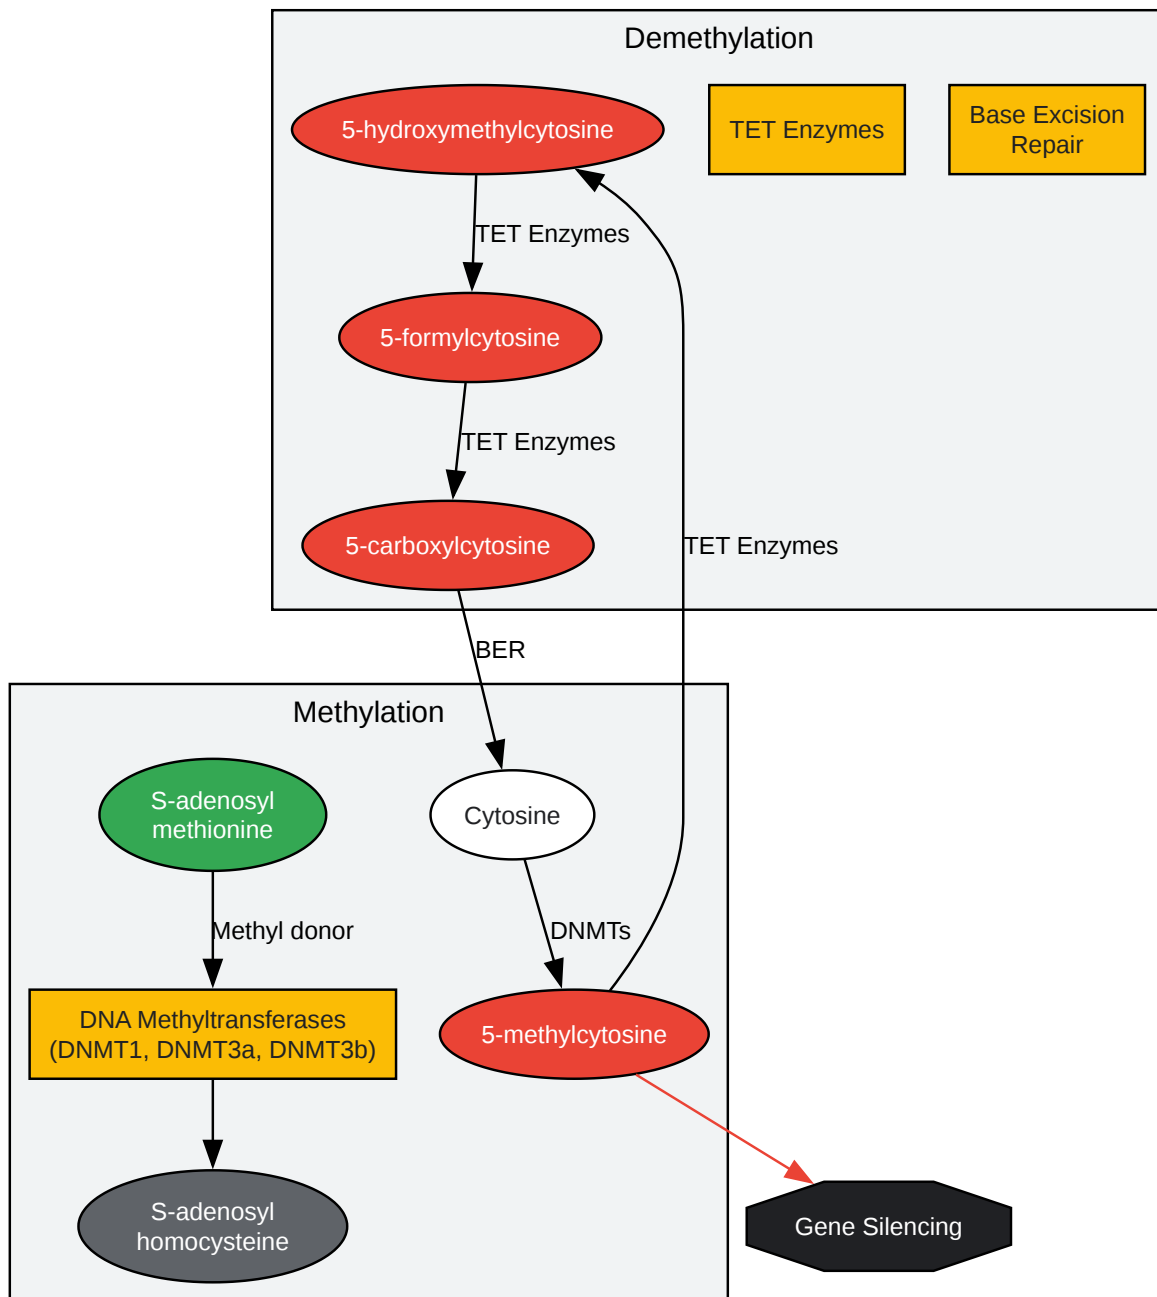 Demethylation
5-hydroxymethylcytosine
TET Enzymes
Base Excision
Repair
TET Enzymes
5-formylcytosine
TET Enzymes
5-carboxylcytosine
TET Enzymes
BER
Methylation
S-adenosyl
methionine
Cytosine
Methyl donor
DNMTs
DNA Methyltransferases
(DNMT1, DNMT3a, DNMT3b)
5-methylcytosine
S-adenosyl
homocysteine
Gene Silencing